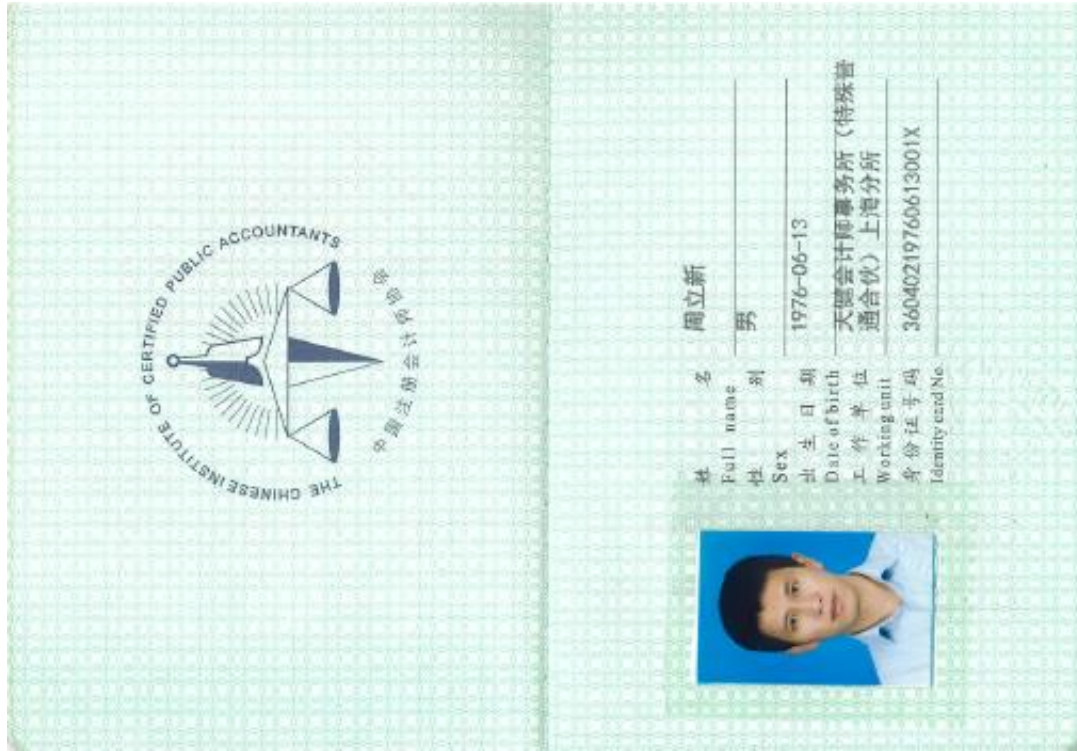 THE CHINESE INSTITUTE OF CERTIFIED PUBLIC ACCOUNTANTS
中国注册会计师协会
姓名 周立新
Full name
性别 男
Sex
出生日期 1976-06-13
Date of birth
工作单位 天健会计师事务所（特殊普
通合伙）上海分所
Working unit
身份证号码 36040219760613001X
Identity card No.